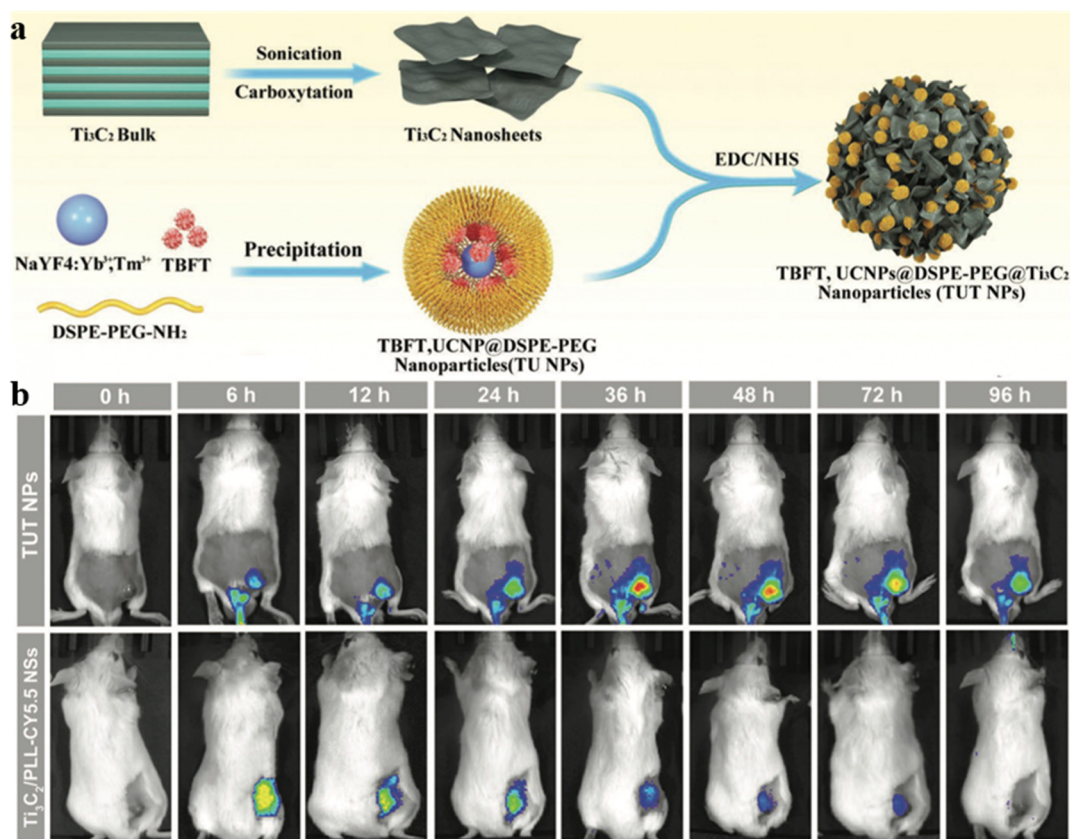 a
Ti₃C₂ Bulk
Sonication
Carboxytation
Ti₃C₂ Nanosheets
EDC/NHS
NaYF4:Yb³⁺,Tm³⁺
TBFT
DSPE-PEG-NH₂
Precipitation
TBFT,UCNP@DSPE-PEG
Nanoparticles(TU NPs)
TBFT, UCNPs@DSPE-PEG@Ti₃C₂
Nanoparticles (TUT NPs)
b
0 h 6 h 12 h 24 h 36 h 48 h 72 h 96 h
TUT NPs
Ti₃C₂/PLL-CY5.5 NSs